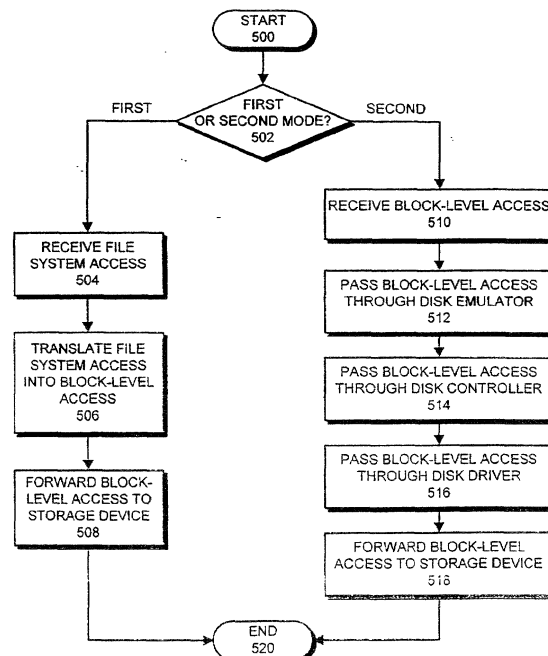 START
500
FIRST
OR SECOND MODE?
502
FIRST
SECOND
RECEIVE FILE
SYSTEM ACCESS
504
TRANSLATE FILE
SYSTEM ACCESS
INTO BLOCK-LEVEL
ACCESS
506
FORWARD BLOCK-
LEVEL ACCESS TO
STORAGE DEVICE
508
RECEIVE BLOCK-LEVEL ACCESS
510
PASS BLOCK-LEVEL ACCESS
THROUGH DISK EMULATOR
512
PASS BLOCK-LEVEL ACCESS
THROUGH DISK CONTROLLER
514
PASS BLOCK-LEVEL ACCESS
THROUGH DISK DRIVER
516
FORWARD BLOCK-LEVEL
ACCESS TO STORAGE DEVICE
518
END
520